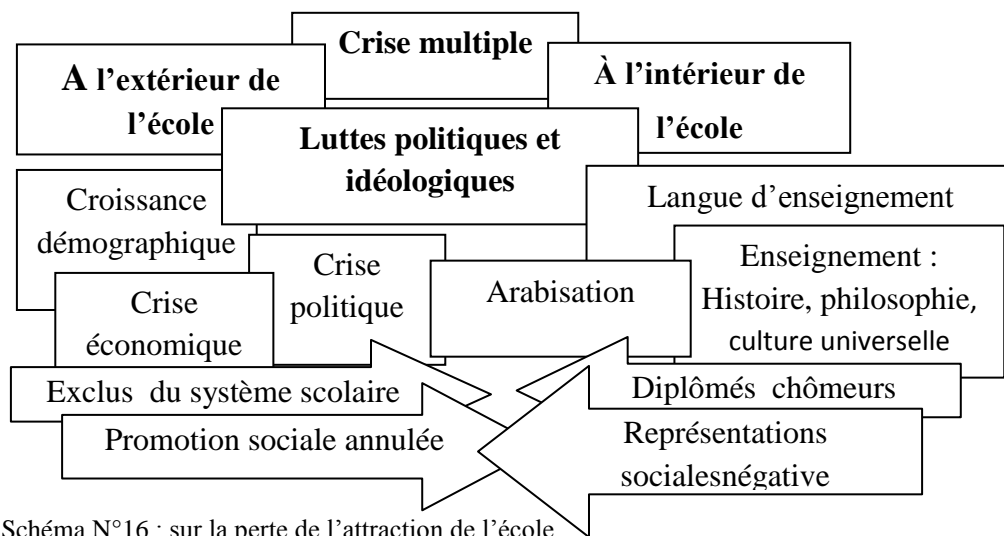 Crise multiple
A l’extérieur de
l’école
À l’intérieur de
l’école
Luttes politiques et
idéologiques
Croissance
démographique
Langue d’enseignement
Crise
politique
Arabisation
Enseignement :
Histoire, philosophie,
culture universelle
Crise
économique
Exclus du système scolaire
Diplômés chômeurs
Promotion sociale annulée
Représentations
socialesnégative
Schéma N°16 : sur la perte de l’attraction de l’école